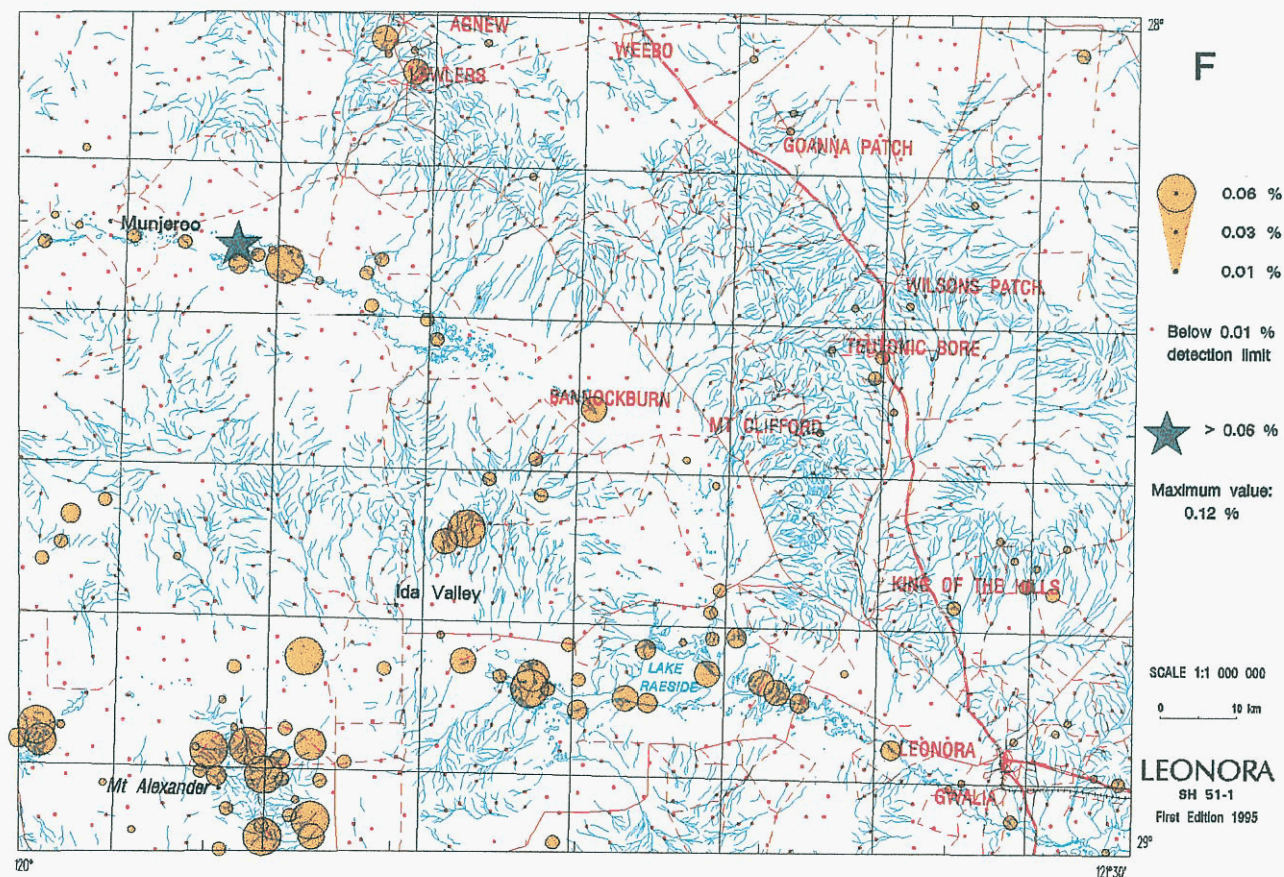 AGNEW
28°
WEEBO
F
LAWLERS
GOANNA PATCH
0.06 %
Munjeroo
0.03 %
0.01 %
WILSONS PATCH
Below 0.01 %
detection limit
TEUTONIC BORE
BANNOCKBURN
MT CLIFFORD
> 0.06 %
Maximum value:
0.12 %
Ida Valley
KING OF THE HILLS
LAKE
RAESIDE
SCALE 1:1 000 000
0 10 km
LEONORA
Mt Alexander
GWALIA
LEONORA
SH 51-1
First Edition 1995
120°
29°
121°30'